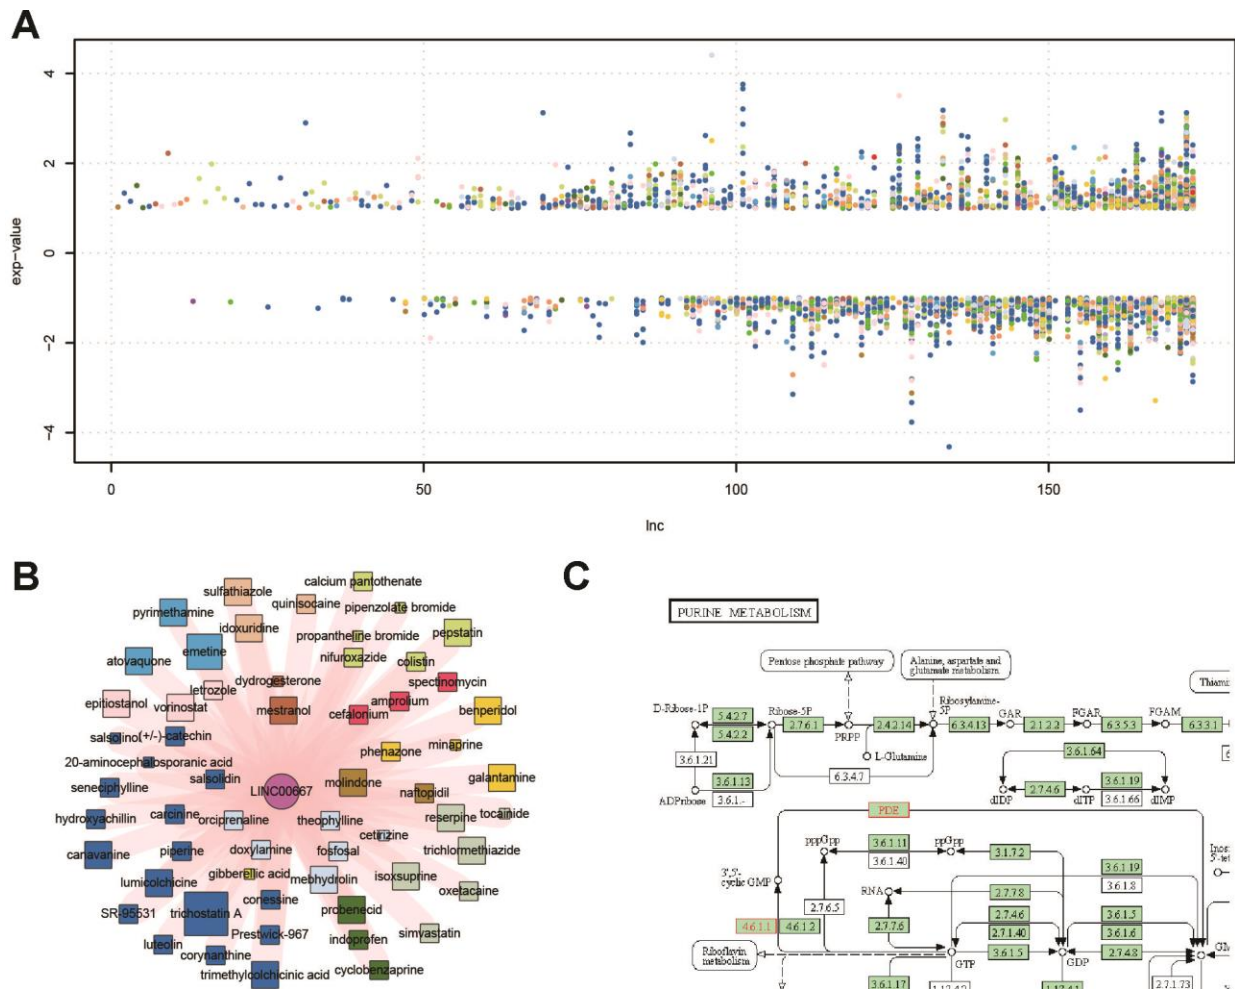 A
4
2
0
-2
-4
exp-value
0
50
100
150
lnc
B
calcium pantothenate
sulfathiazole
quinisocaine
pipenzolate bromide
pyrimethamine
idoxuridine
propantheline bromide
pepstatin
emetine
nifuroxazide
colistin
atovaquone
dydrogesterone
spectinomycin
letrozole
amprolium
epitiostanol
vorinostat
mestranol
cefalonium
benperidol
salsolinol
(+/-)-catechin
phenazone
minaprine
20-aminocephalosporanic acid
salsolidin
molindone
galantamine
seneciphylline
LINC00667
naftopidil
hydroxyachillin
carcinine
orciprenaline
theophylline
reserpine
tocainide
cetirizine
canavanine
piperine
doxylamine
fosfosal
trichlormethiazide
gibberellic acid
mebhydrolin
isoxsuprine
lumicolchicine
conessine
oxetacaine
SR-95531
trichostatin A
probenecid
Prestwick-967
simvastatin
luteolin
indoprofen
corynanthine
cyclobenzaprine
trimethylcolchicinic acid
C
PURINE METABOLISM
Pentose phosphate pathway
Alanine, aspartate and
glutamate metabolism
D-Ribose-1P
5.4.2.7
5.4.2.2
Ribose-5P
2.7.6.1
PRPP
2.4.2.14
Ribosylamine-
5P
6.3.4.13
GAR
2.1.2.2
FGAR
6.3.5.3
FGAM
6.3.3.1
L-Glutamine
3.6.1.21
6.3.4.7
3.6.1.64
3.6.1.13
3.6.1.-
ADPribose
dIDP
2.7.4.6
dITP
3.6.1.19
3.6.1.66
dIMP
PDE
pppGpp
3.6.1.11
3.6.1.40
ppGpp
3.1.7.2
3',5'-
cyclic GMP
3.6.1.19
3.6.1.8
RNA
2.7.6.5
2.7.7.8
4.6.1.1
4.6.1.2
2.7.7.6
2.7.4.6
2.7.1.40
3.6.1.5
3.6.1.6
Riboflavin
metabolism
GTP
3.6.1.5
GDP
2.7.4.8
3.6.1.17
2.7.1.73